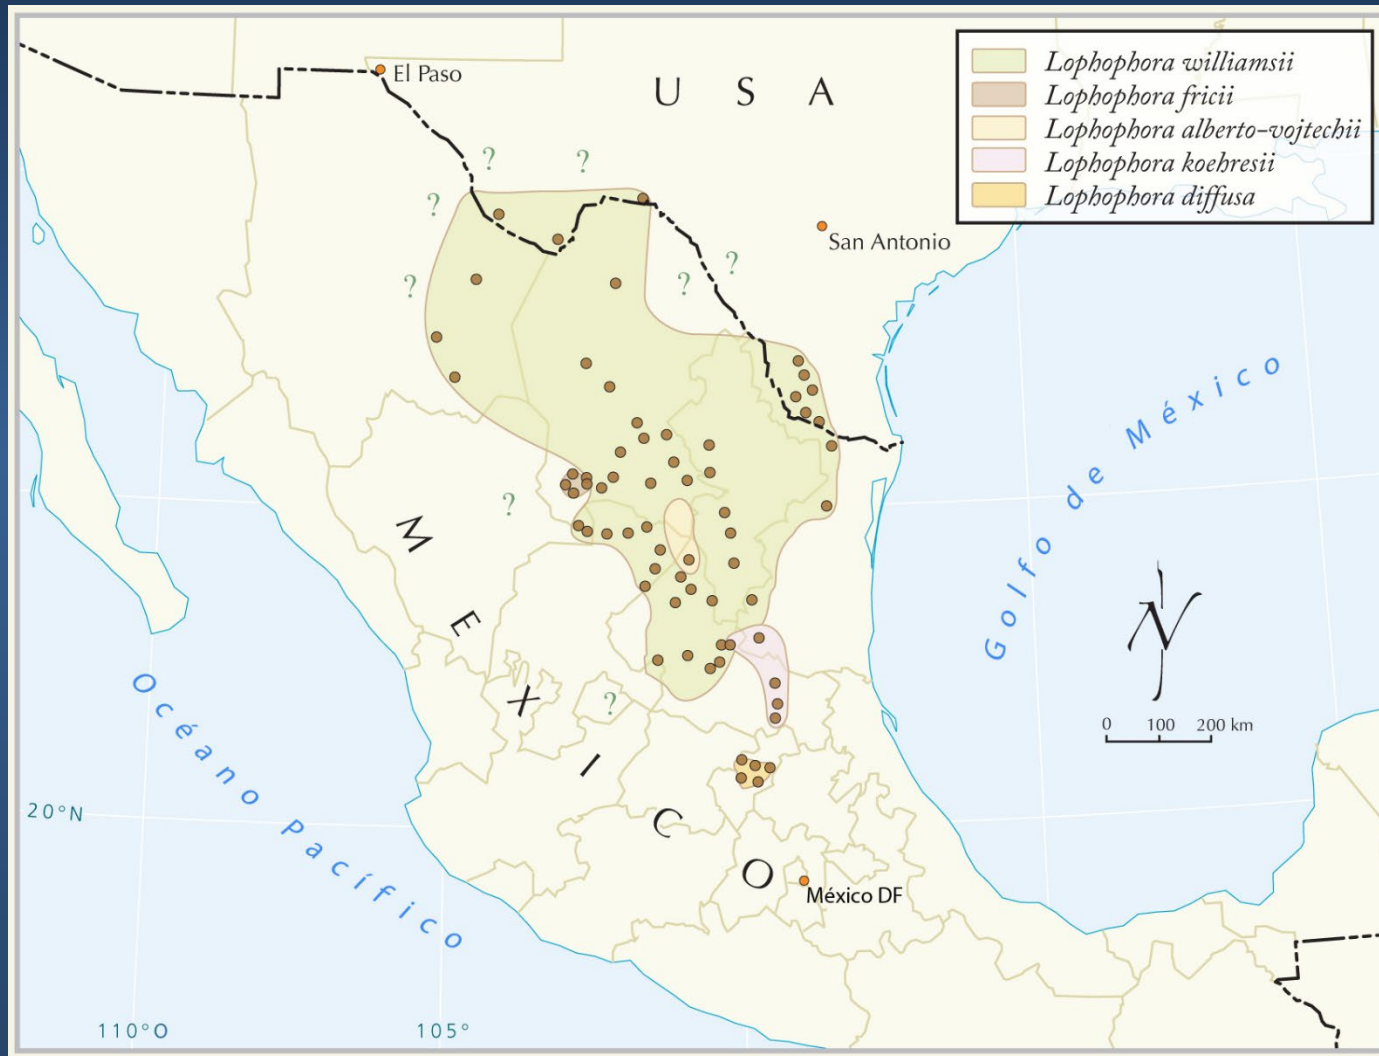 El Paso
U S A
Lophophora williamsii
Lophophora fricii
Lophophora alberto-vojtechii
Lophophora koehresii
Lophophora diffusa
? ?
?
San Antonio
?
?
?
Golfo de México
?
MEXICO
N
Océano Pacífico
?
0 100 200 km
20°N
México DF
110°O
105°